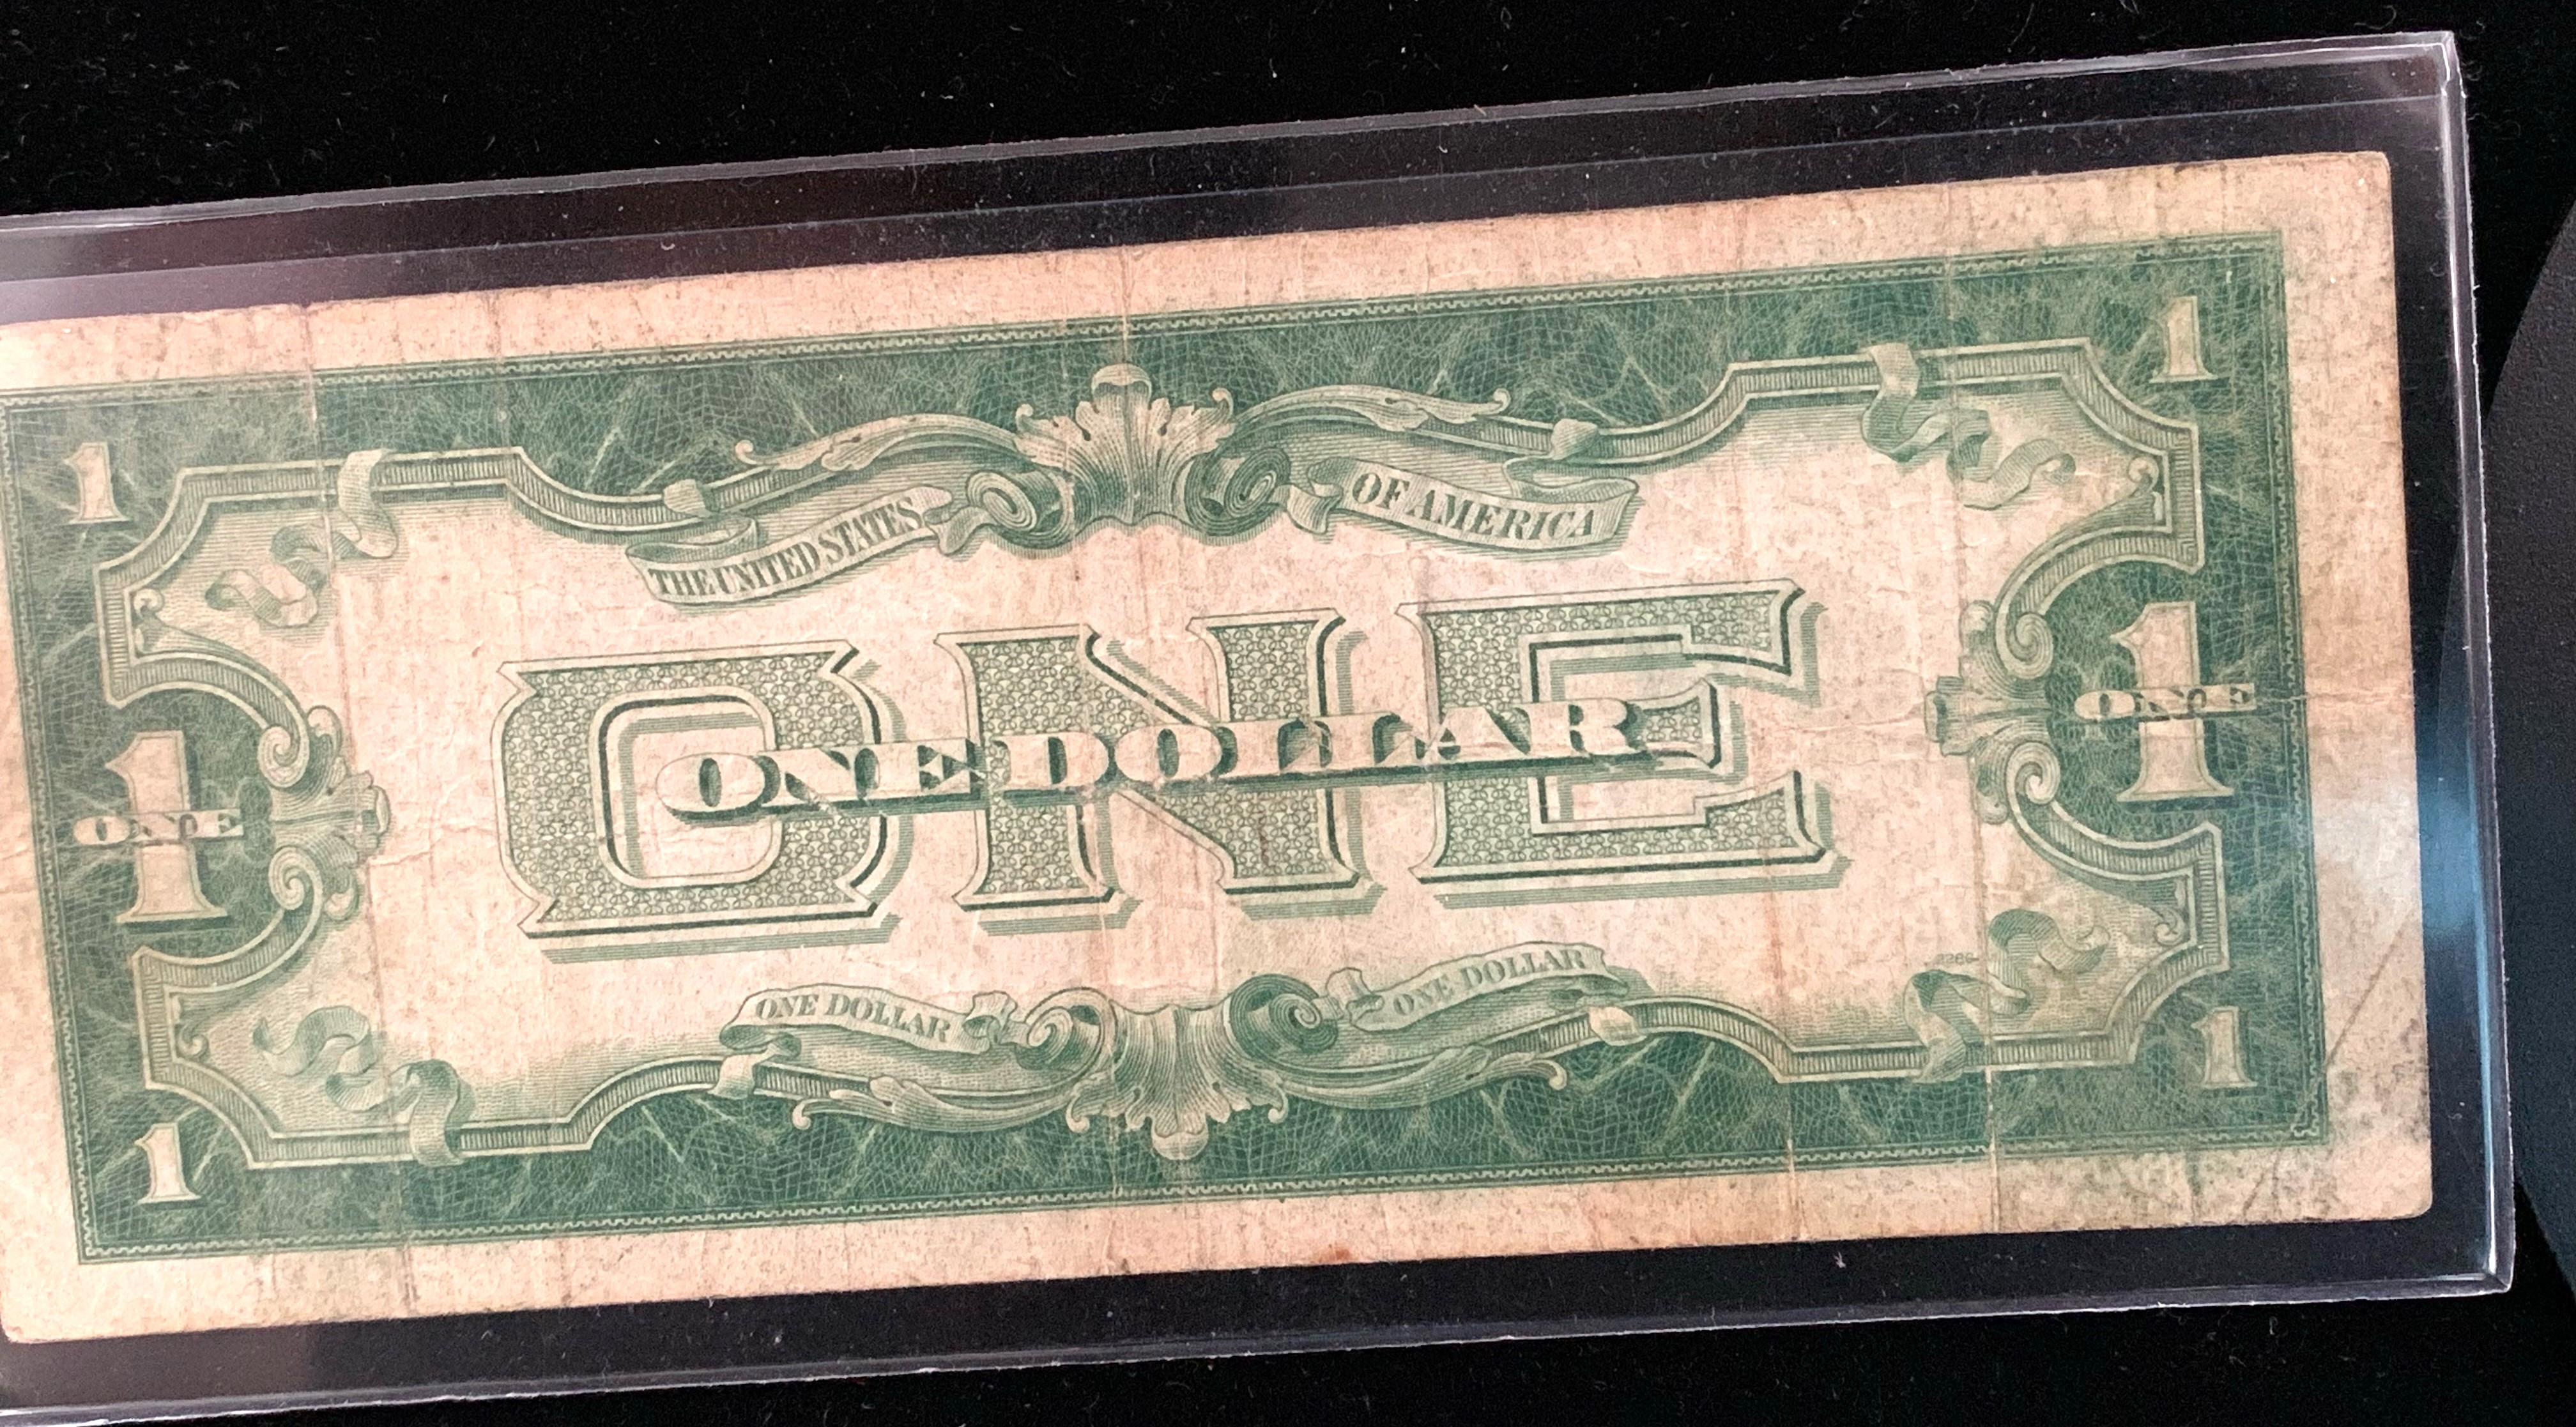 1 1
THE UNITED STATES OF AMERICA
ONE
ONE DOLLAR
1 ONE 1 ONE
ONE DOLLAR ONE DOLLAR
1 1